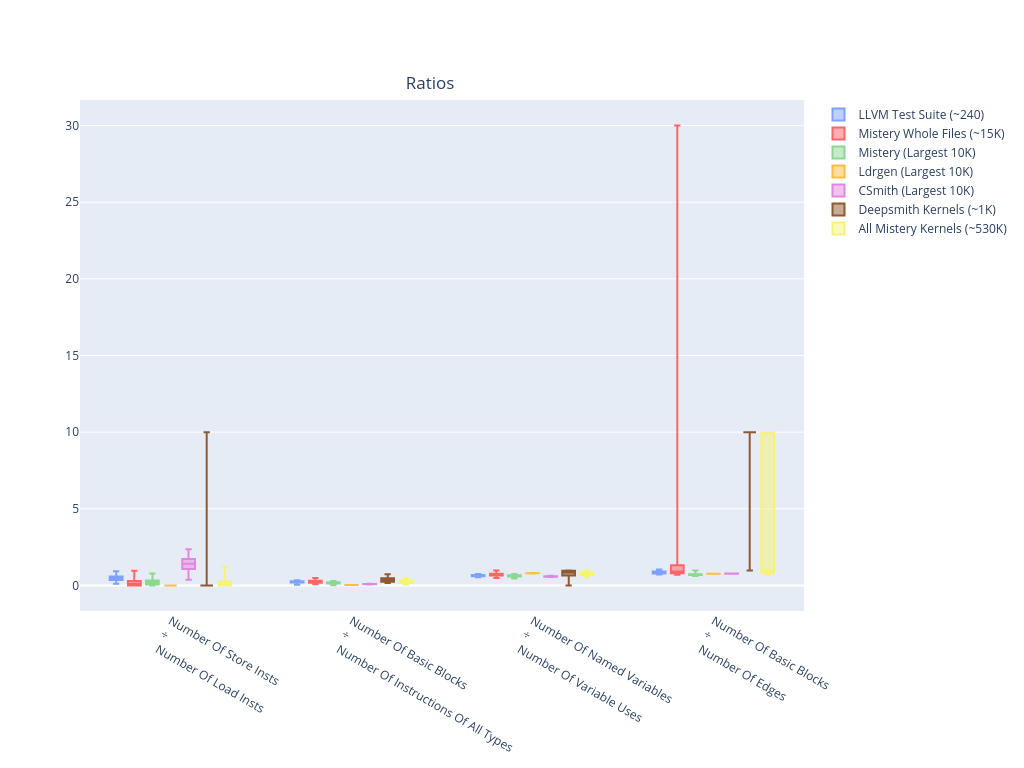 Ratios
30
25
20
15
10
5
0
LLVM Test Suite (~240)
Mistery Whole Files (~15K)
Mistery (Largest 10K)
Ldrgen (Largest 10K)
CSmith (Largest 10K)
Deepsmith Kernels (~1K)
All Mistery Kernels (~530K)
Number Of Store Insts
÷
Number Of Load Insts
Number Of Basic Blocks
÷
Number Of Instructions Of All Types
Number Of Named Variables
÷
Number Of Variable Uses
Number Of Basic Blocks
÷
Number Of Edges